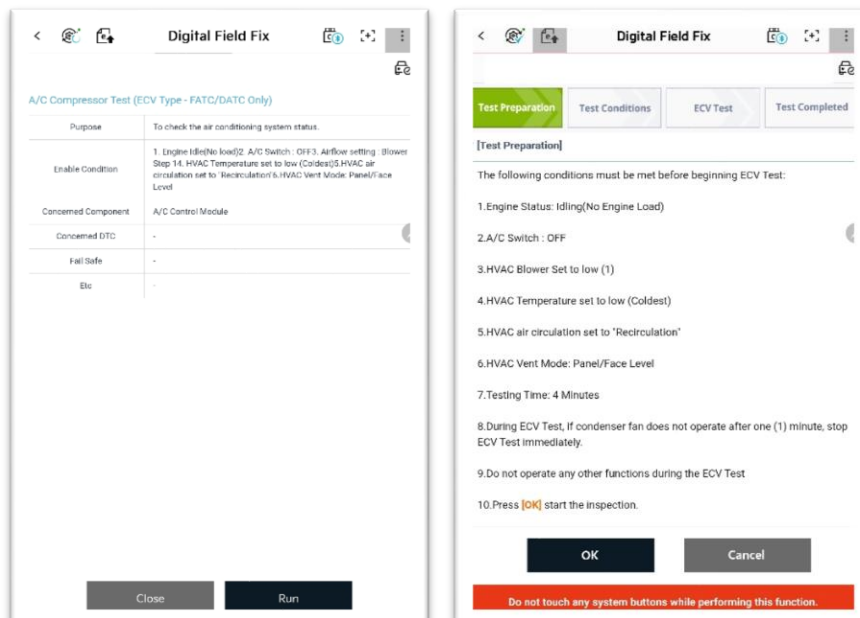 Digital Field Fix
A/C Compressor Test (ECV Type - FATC/DATC Only)
Purpose
To check the air conditioning system status.
Enable Condition
1. Engine Idle(No load)2. A/C Switch : OFF3. Airflow setting : Blower
Step 14. HVAC Temperature set to low (Coldest)5.HVAC air
circulation set to "Recirculation"6.HVAC Vent Mode: Panel/Face
Level
Concerned Component
A/C Control Module
Concerned DTC
-
Fail Safe
-
Etc
-
Close
Run
Digital Field Fix
Test Preparation
Test Conditions
ECV Test
Test Completed
[Test Preparation]
The following conditions must be met before beginning ECV Test:
1.Engine Status: Idling(No Engine Load)
2.A/C Switch : OFF
3.HVAC Blower Set to low (1)
4.HVAC Temperature set to low (Coldest)
5.HVAC air circulation set to "Recirculation"
6.HVAC Vent Mode: Panel/Face Level
7.Testing Time: 4 Minutes
8.During ECV Test, If condenser fan does not operate after one (1) minute, stop
ECV Test immediately.
9.Do not operate any other functions during the ECV Test
10.Press [OK] start the inspection.
OK
Cancel
Do not touch any system buttons while performing this function.